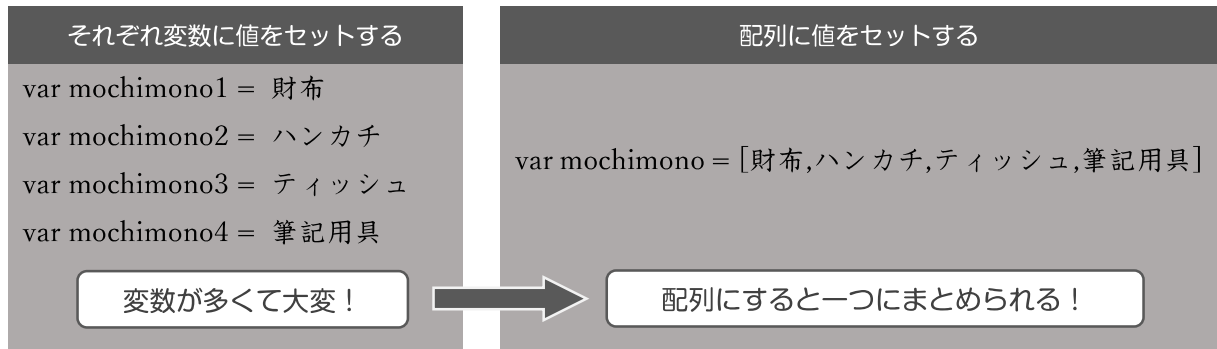 それぞれ変数に値をセットする
var mochimono1 = 財布
var mochimono2 = ハンカチ
var mochimono3 = ティッシュ
var mochimono4 = 筆記用具
変数が多くて大変！
配列に値をセットする
var mochimono = [財布,ハンカチ,ティッシュ,筆記用具]
配列にすると一つにまとめられる！